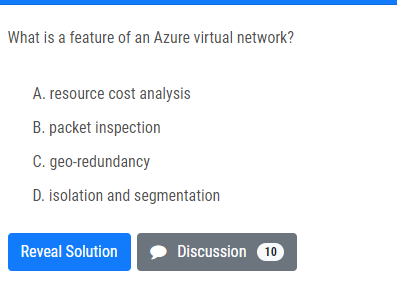 What is a feature of an Azure virtual network?
A. resource cost analysis
B. packet inspection
C. geo-redundancy
D. isolation and segmentation
Reveal Solution Discussion 10